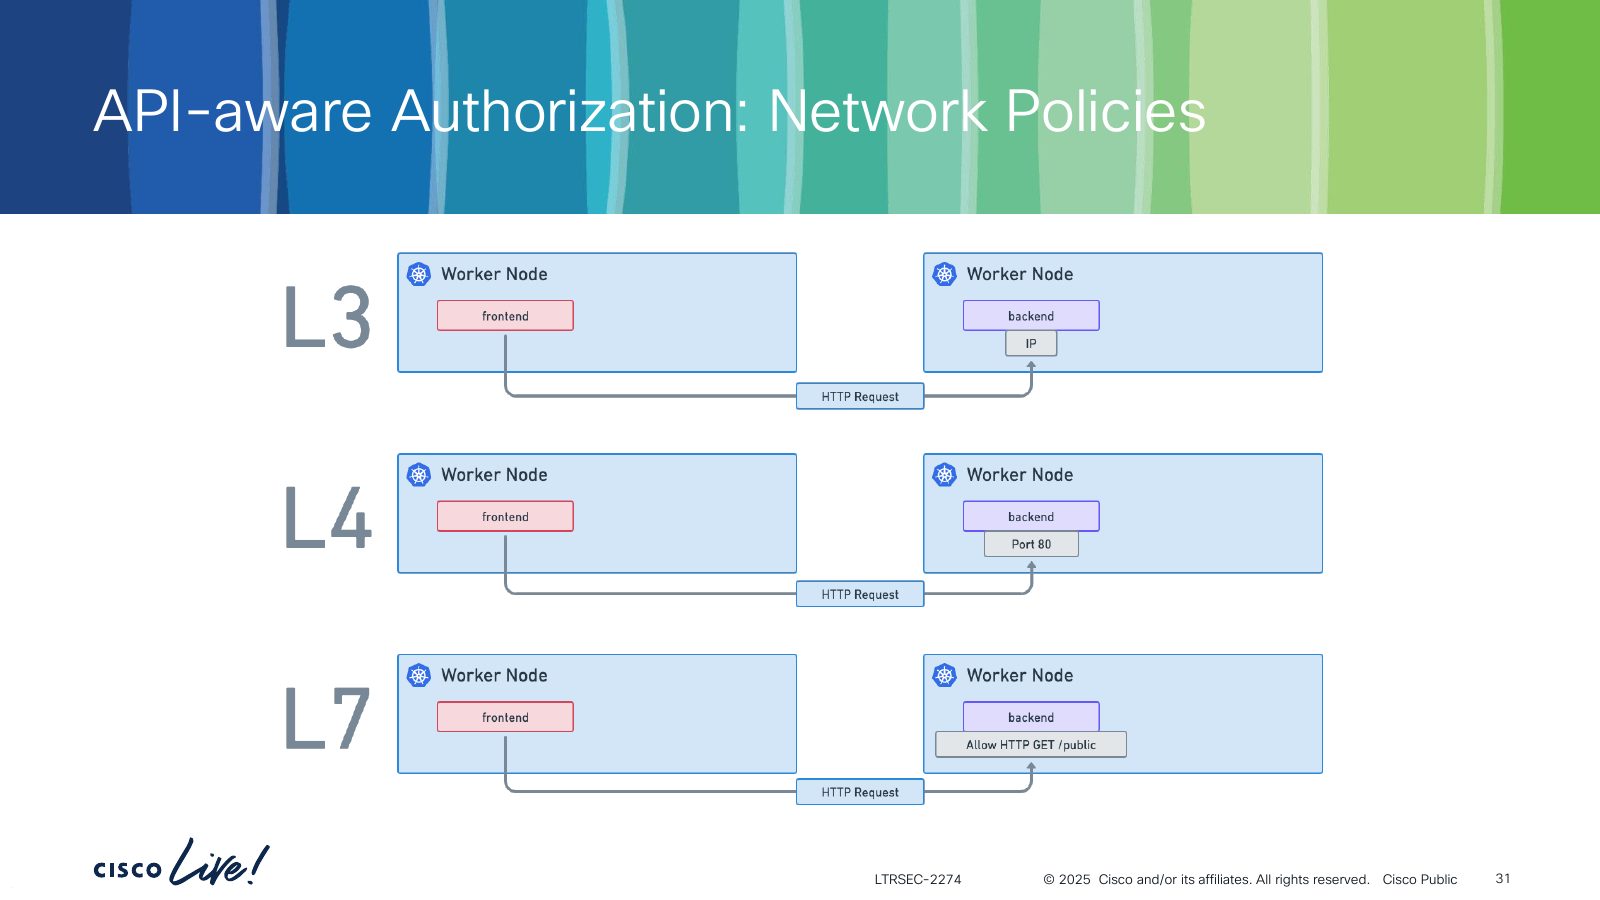 API-aware Authorization: Network Policies
L3
Worker Node
frontend
Worker Node
backend
IP
HTTP Request
L4
Worker Node
frontend
Worker Node
backend
Port 80
HTTP Request
L7
Worker Node
frontend
Worker Node
backend
Allow HTTP GET /public
HTTP Request
CISCO Live!
LTRSEC-2274
© 2025 Cisco and/or its affiliates. All rights reserved. Cisco Public
31